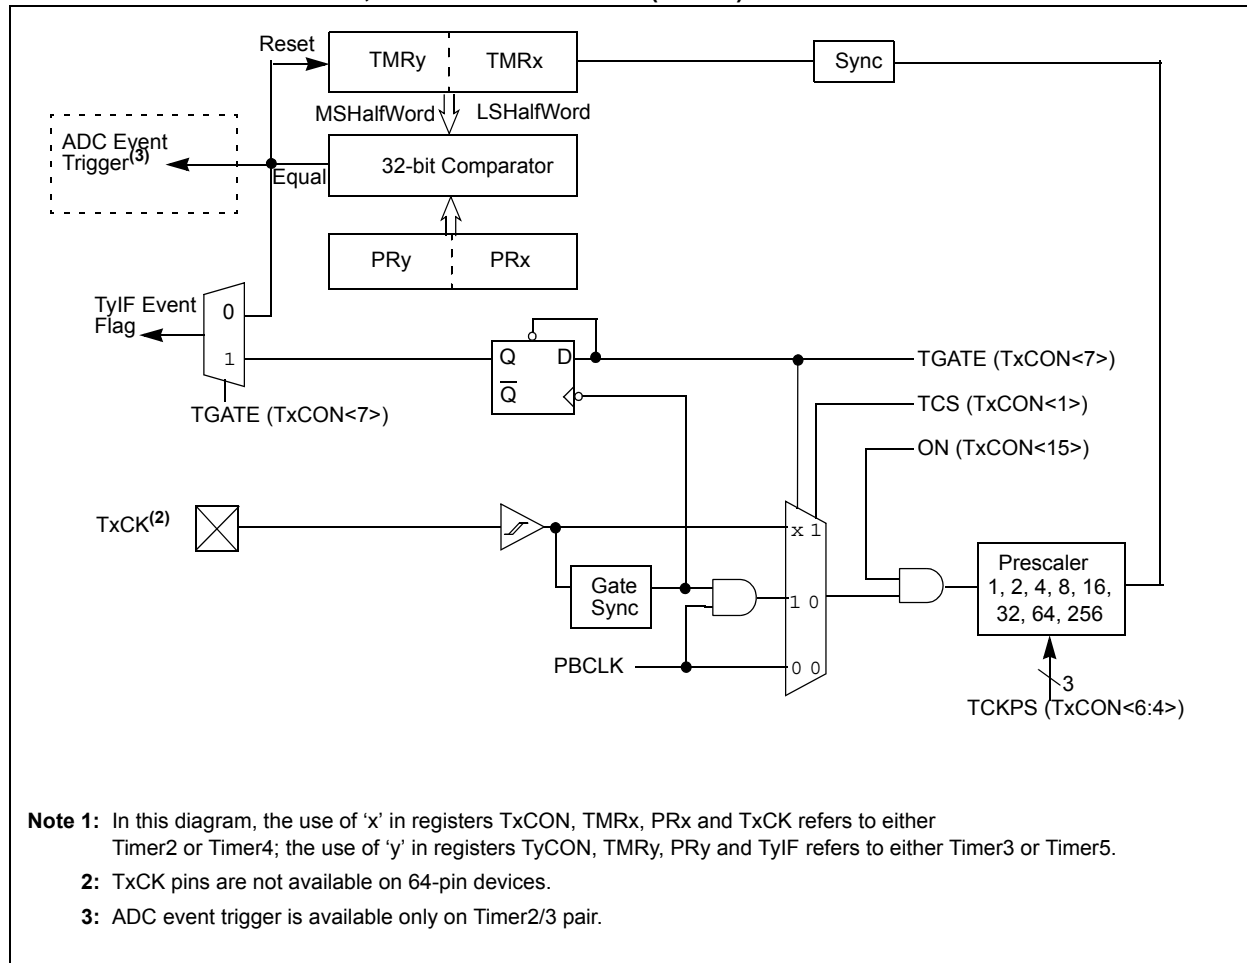 Reset
TMRy TMRx
Sync
MSHalfWord LSHalfWord
ADC Event
Trigger(3)
Equal
32-bit Comparator
PRy PRx
TyIF Event
Flag
0
1
TGATE (TxCON<7>)
Q D
Q̅
TGATE (TxCON<7>)
TCS (TxCON<1>)
ON (TxCON<15>)
TxCK(2)
x 1
Gate
Sync
1 0
Prescaler
1, 2, 4, 8, 16,
32, 64, 256
PBCLK
0 0
3
TCKPS (TxCON<6:4>)
Note 1: In this diagram, the use of ‘x’ in registers TxCON, TMRx, PRx and TxCK refers to either
Timer2 or Timer4; the use of ‘y’ in registers TyCON, TMRy, PRy and TyIF refers to either Timer3 or Timer5.
2: TxCK pins are not available on 64-pin devices.
3: ADC event trigger is available only on Timer2/3 pair.